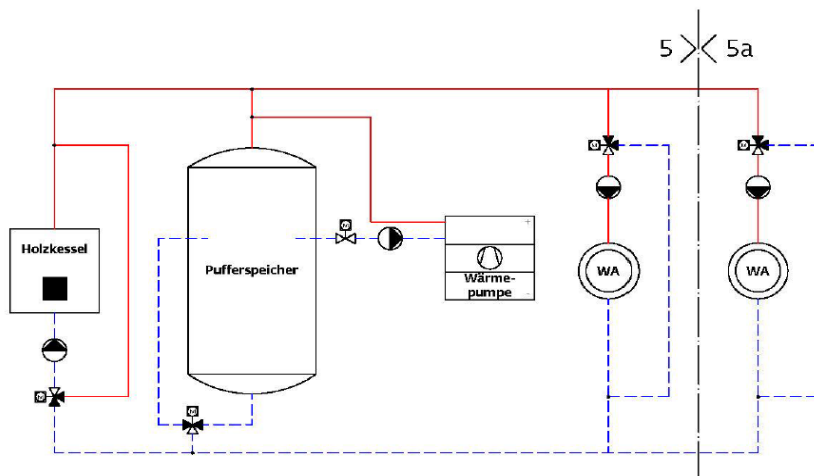 5 5a
Holzkessel
Pufferspeicher
Wärme-
pumpe
WA
WA
M
M
M
M
M